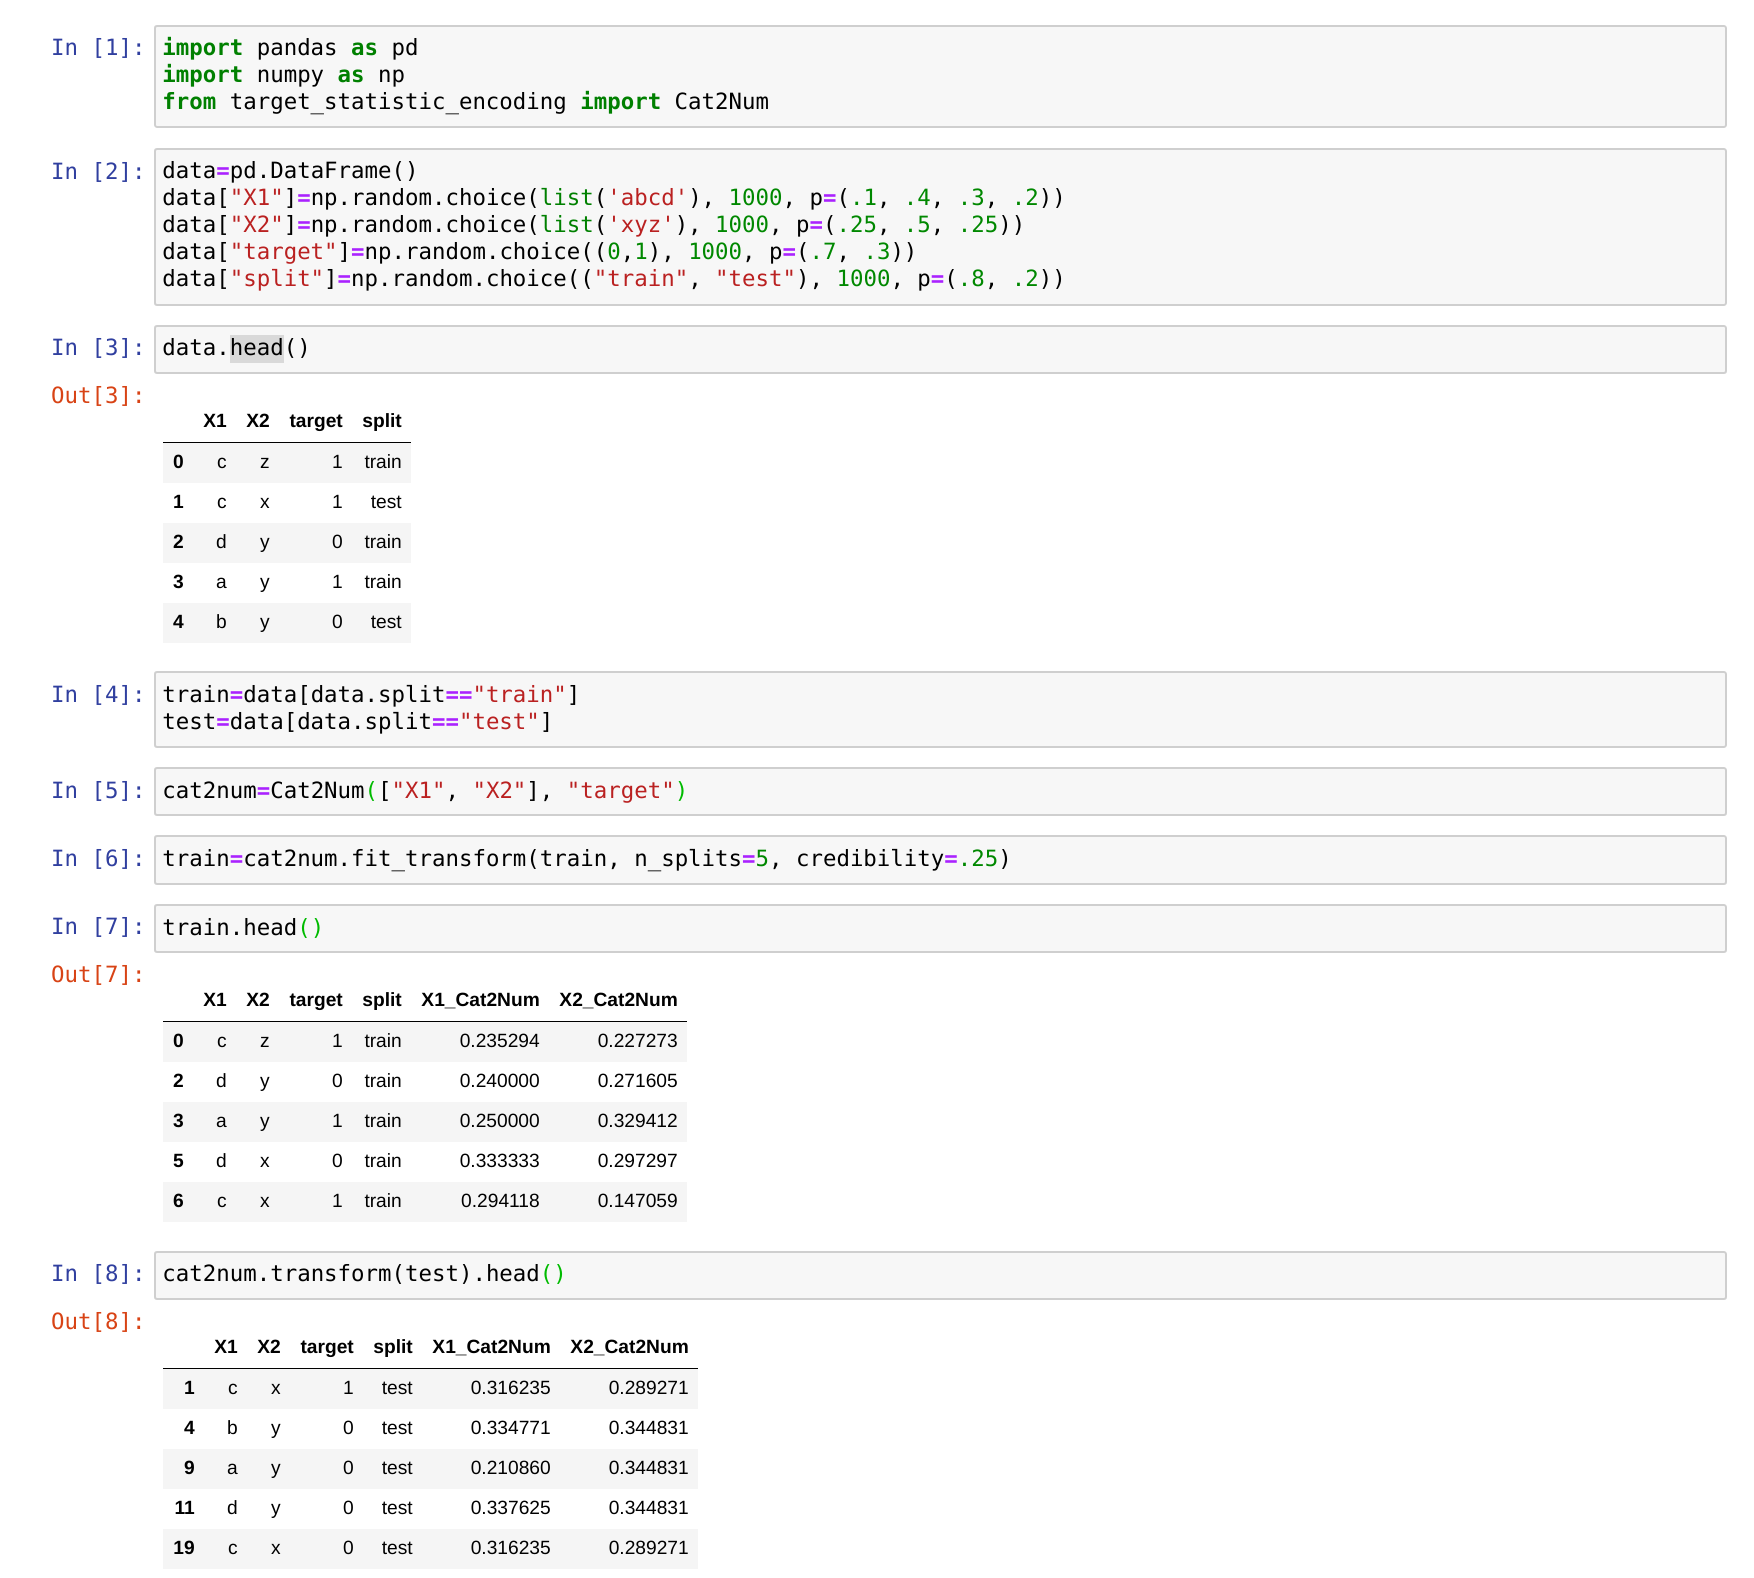 In [1]: import pandas as pd
import numpy as np
from target_statistic_encoding import Cat2Num
In [2]: data=pd.DataFrame()
data["X1"]=np.random.choice(list('abcd'), 1000, p=(.1, .4, .3, .2))
data["X2"]=np.random.choice(list('xyz'), 1000, p=(.25, .5, .25))
data["target"]=np.random.choice((0,1), 1000, p=(.7, .3))
data["split"]=np.random.choice(("train", "test"), 1000, p=(.8, .2))
In [3]: data.head()
Out[3]:
X1 X2 target split
0 c z 1 train
1 c x 1 test
2 d y 0 train
3 a y 1 train
4 b y 0 test
In [4]: train=data[data.split=="train"]
test=data[data.split=="test"]
In [5]: cat2num=Cat2Num(["X1", "X2"], "target")
In [6]: train=cat2num.fit_transform(train, n_splits=5, credibility=.25)
In [7]: train.head()
Out[7]:
X1 X2 target split X1_Cat2Num X2_Cat2Num
0 c z 1 train 0.235294 0.227273
2 d y 0 train 0.240000 0.271605
3 a y 1 train 0.250000 0.329412
5 d x 0 train 0.333333 0.297297
6 c x 1 train 0.294118 0.147059
In [8]: cat2num.transform(test).head()
Out[8]:
X1 X2 target split X1_Cat2Num X2_Cat2Num
1 c x 1 test 0.316235 0.289271
4 b y 0 test 0.334771 0.344831
9 a y 0 test 0.210860 0.344831
11 d y 0 test 0.337625 0.344831
19 c x 0 test 0.316235 0.289271